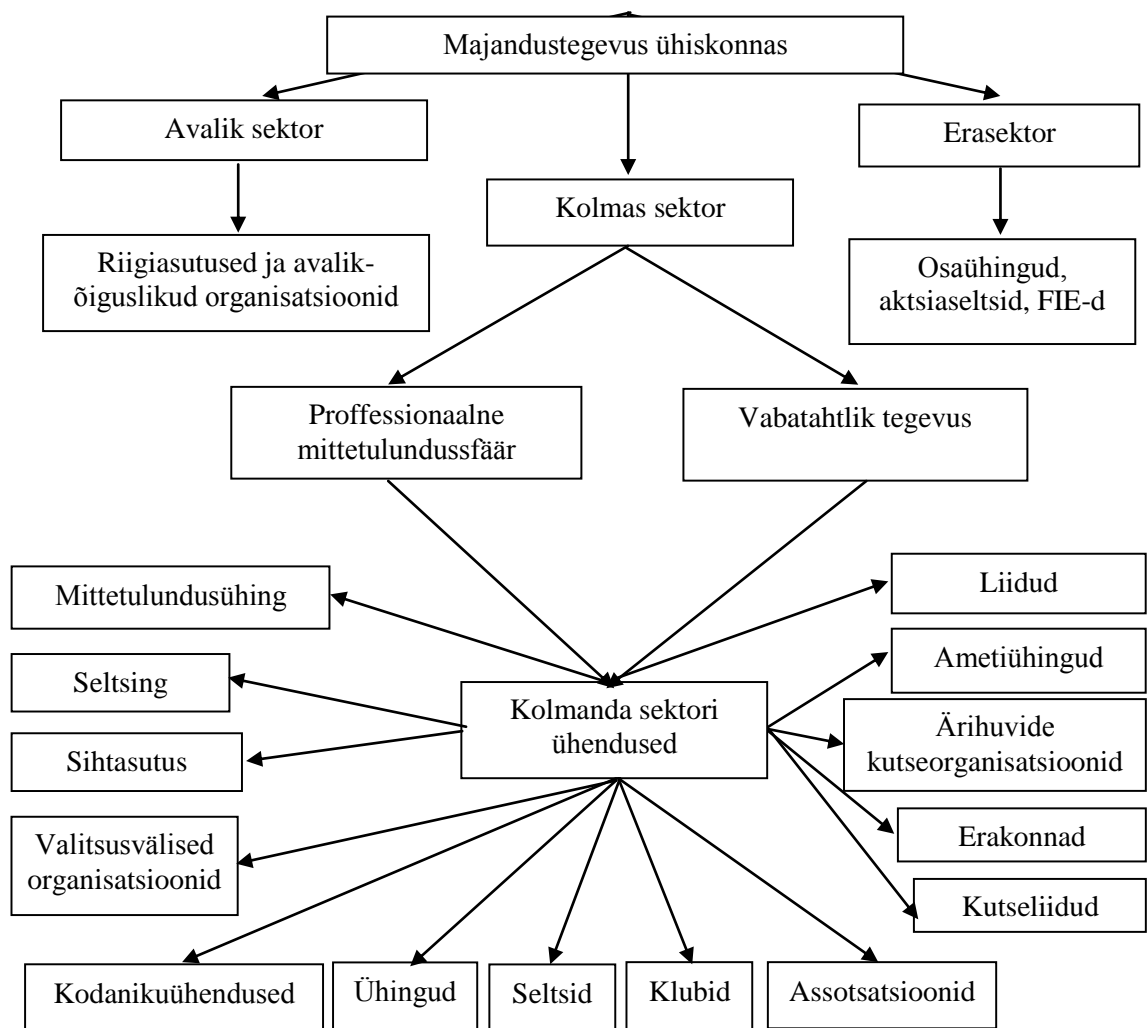 Majandustegevus ühiskonnas
Avalik sektor
Erasektor
Kolmas sektor
Riigiasutused ja avalik-
õiguslikud organisatsioonid
Osaühingud,
aktsiaseltsid, FIE-d
Proffessionaalne
mittetulundussfäär
Vabatahtlik tegevus
Mittetulundusühing
Liidud
Seltsing
Ametiühingud
Kolmanda sektori
ühendused
Sihtasutus
Ärihuvide
kutseorganisatsioonid
Valitsusvälised
organisatsioonid
Erakonnad
Kutseliidud
Kodanikuühendused
Ühingud
Seltsid
Klubid
Assotsatsioonid